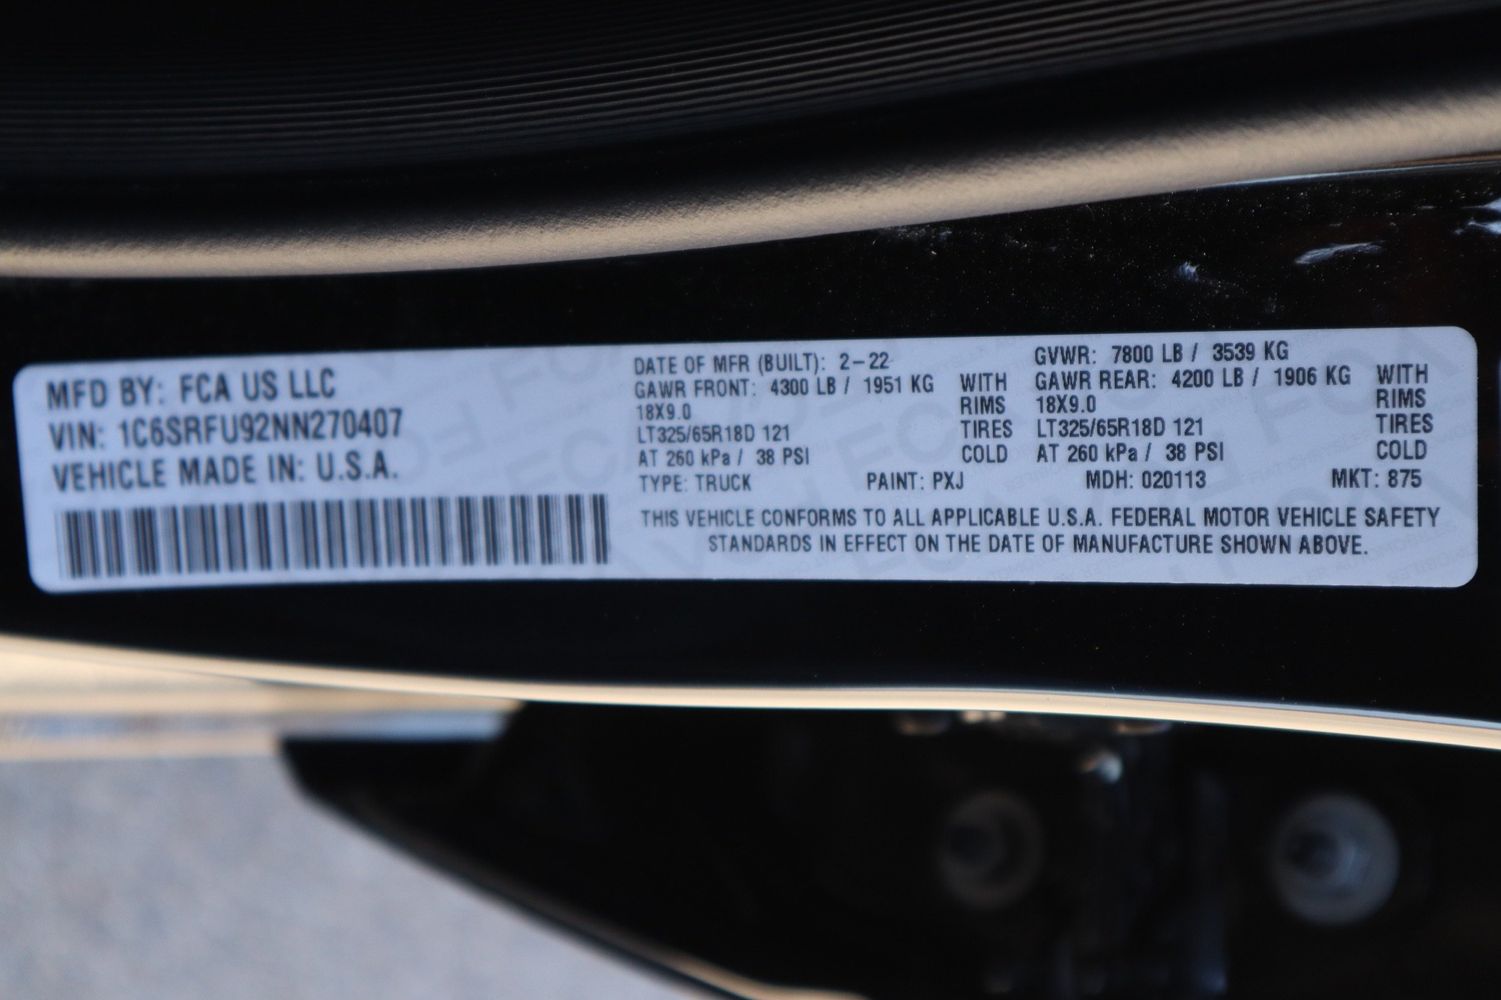 MFD BY: FCA US LLC
VIN: 1C6SRFU92NN270407
VEHICLE MADE IN: U.S.A.
DATE OF MFR (BUILT): 2-22
GAWR FRONT: 4300 LB / 1951 KG WITH
18X9.0 RIMS
LT325/65R18D 121 TIRES
AT 260 kPa / 38 PSI COLD
GVWR: 7800 LB / 3539 KG
GAWR REAR: 4200 LB / 1906 KG WITH
18X9.0 RIMS
LT325/65R18D 121 TIRES
AT 260 kPa / 38 PSI COLD
TYPE: TRUCK PAINT: PXJ MDH: 020113 MKT: 875
THIS VEHICLE CONFORMS TO ALL APPLICABLE U.S.A. FEDERAL MOTOR VEHICLE SAFETY
STANDARDS IN EFFECT ON THE DATE OF MANUFACTURE SHOWN ABOVE.